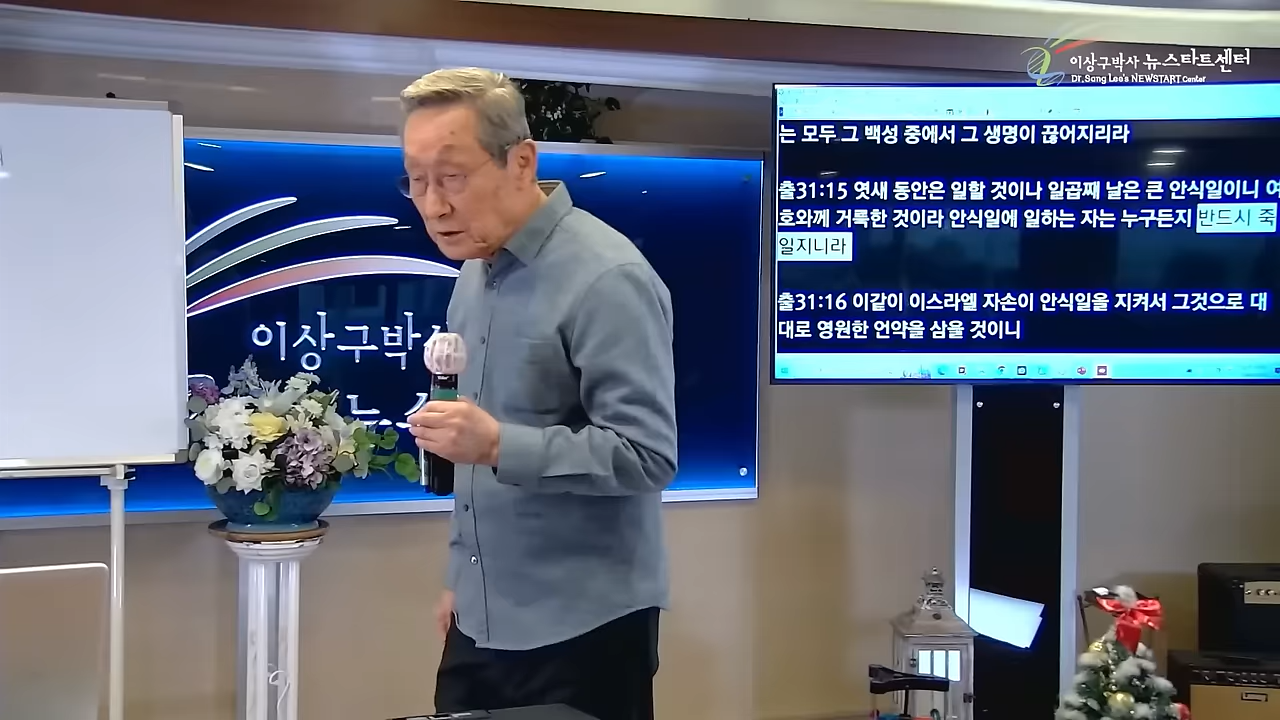 이상구박사 뉴스타트센터
Dr. Sang Lee's NEWSTART Center
는 모두 그 백성 중에서 그 생명이 끊어지리라
출31:15 엿새 동안은 일할 것이나 일곱째 날은 큰 안식일이니 여
호와께 거룩한 것이라 안식일에 일하는 자는 누구든지 반드시 죽
일지니라
출31:16 이같이 이스라엘 자손이 안식일을 지켜서 그것으로 대
대로 영원한 언약을 삼을 것이니
이상구박
뉴